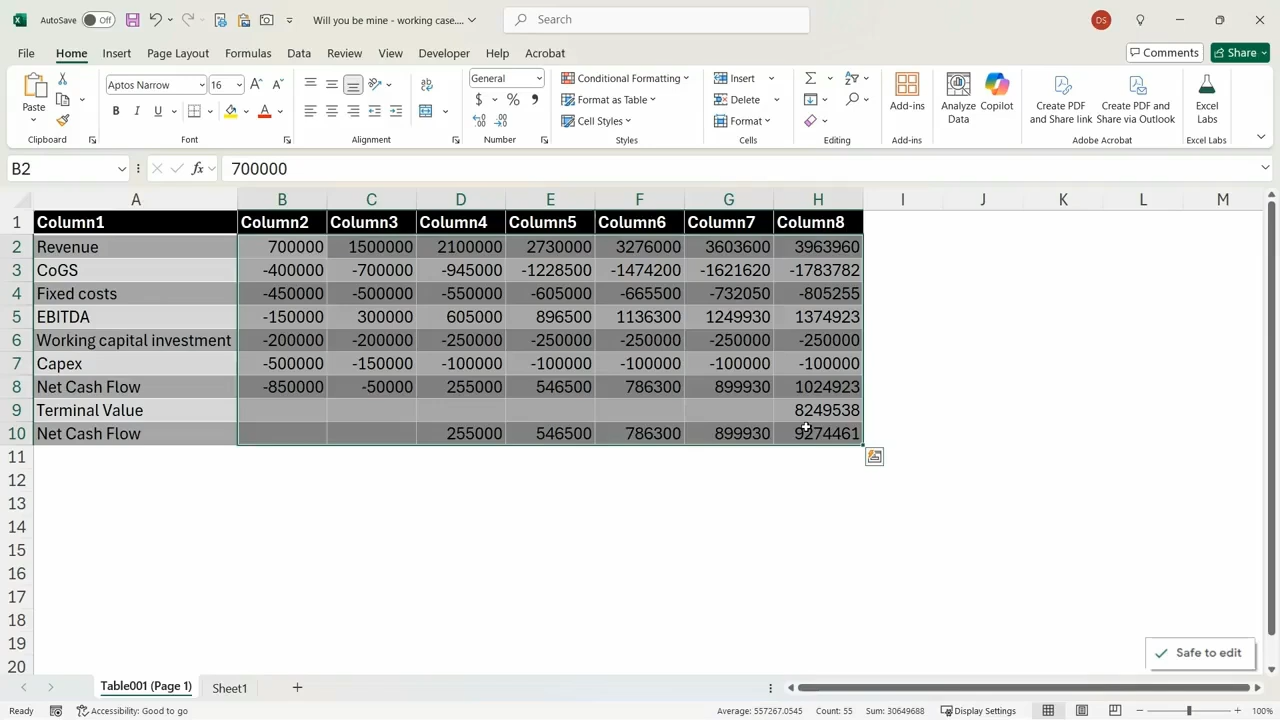 AutoSave Off Will you be mine - working case.... Search DS
File Home Insert Page Layout Formulas Data Review View Developer Help Acrobat Comments Share
Paste Aptos Narrow 16 General Conditional Formatting Insert Add-ins Analyze Data Copilot Create PDF and Share link Create PDF and Share via Outlook Excel Labs
B I U $ % , Format as Table Delete
Cell Styles Format
Clipboard Font Alignment Number Styles Cells Editing Add-ins Adobe Acrobat Excel Labs
B2 fx 700000
A B C D E F G H I J K L M
1 Column1 Column2 Column3 Column4 Column5 Column6 Column7 Column8
2 Revenue 700000 1500000 2100000 2730000 3276000 3603600 3963960
3 CoGS -400000 -700000 -945000 -1228500 -1474200 -1621620 -1783782
4 Fixed costs -450000 -500000 -550000 -605000 -665500 -732050 -805255
5 EBITDA -150000 300000 605000 896500 1136300 1249930 1374923
6 Working capital investment -200000 -200000 -250000 -250000 -250000 -250000 -250000
7 Capex -500000 -150000 -100000 -100000 -100000 -100000 -100000
8 Net Cash Flow -850000 -50000 255000 546500 786300 899930 1024923
9 Terminal Value 8249538
10 Net Cash Flow 255000 546500 786300 899930 9274461
11
12
13
14
15
16
17
18
19
20
Safe to edit
Table001 (Page 1) Sheet1
Ready Accessibility: Good to go Average: 557267.0545 Count: 55 Sum: 30649688 Display Settings 100%